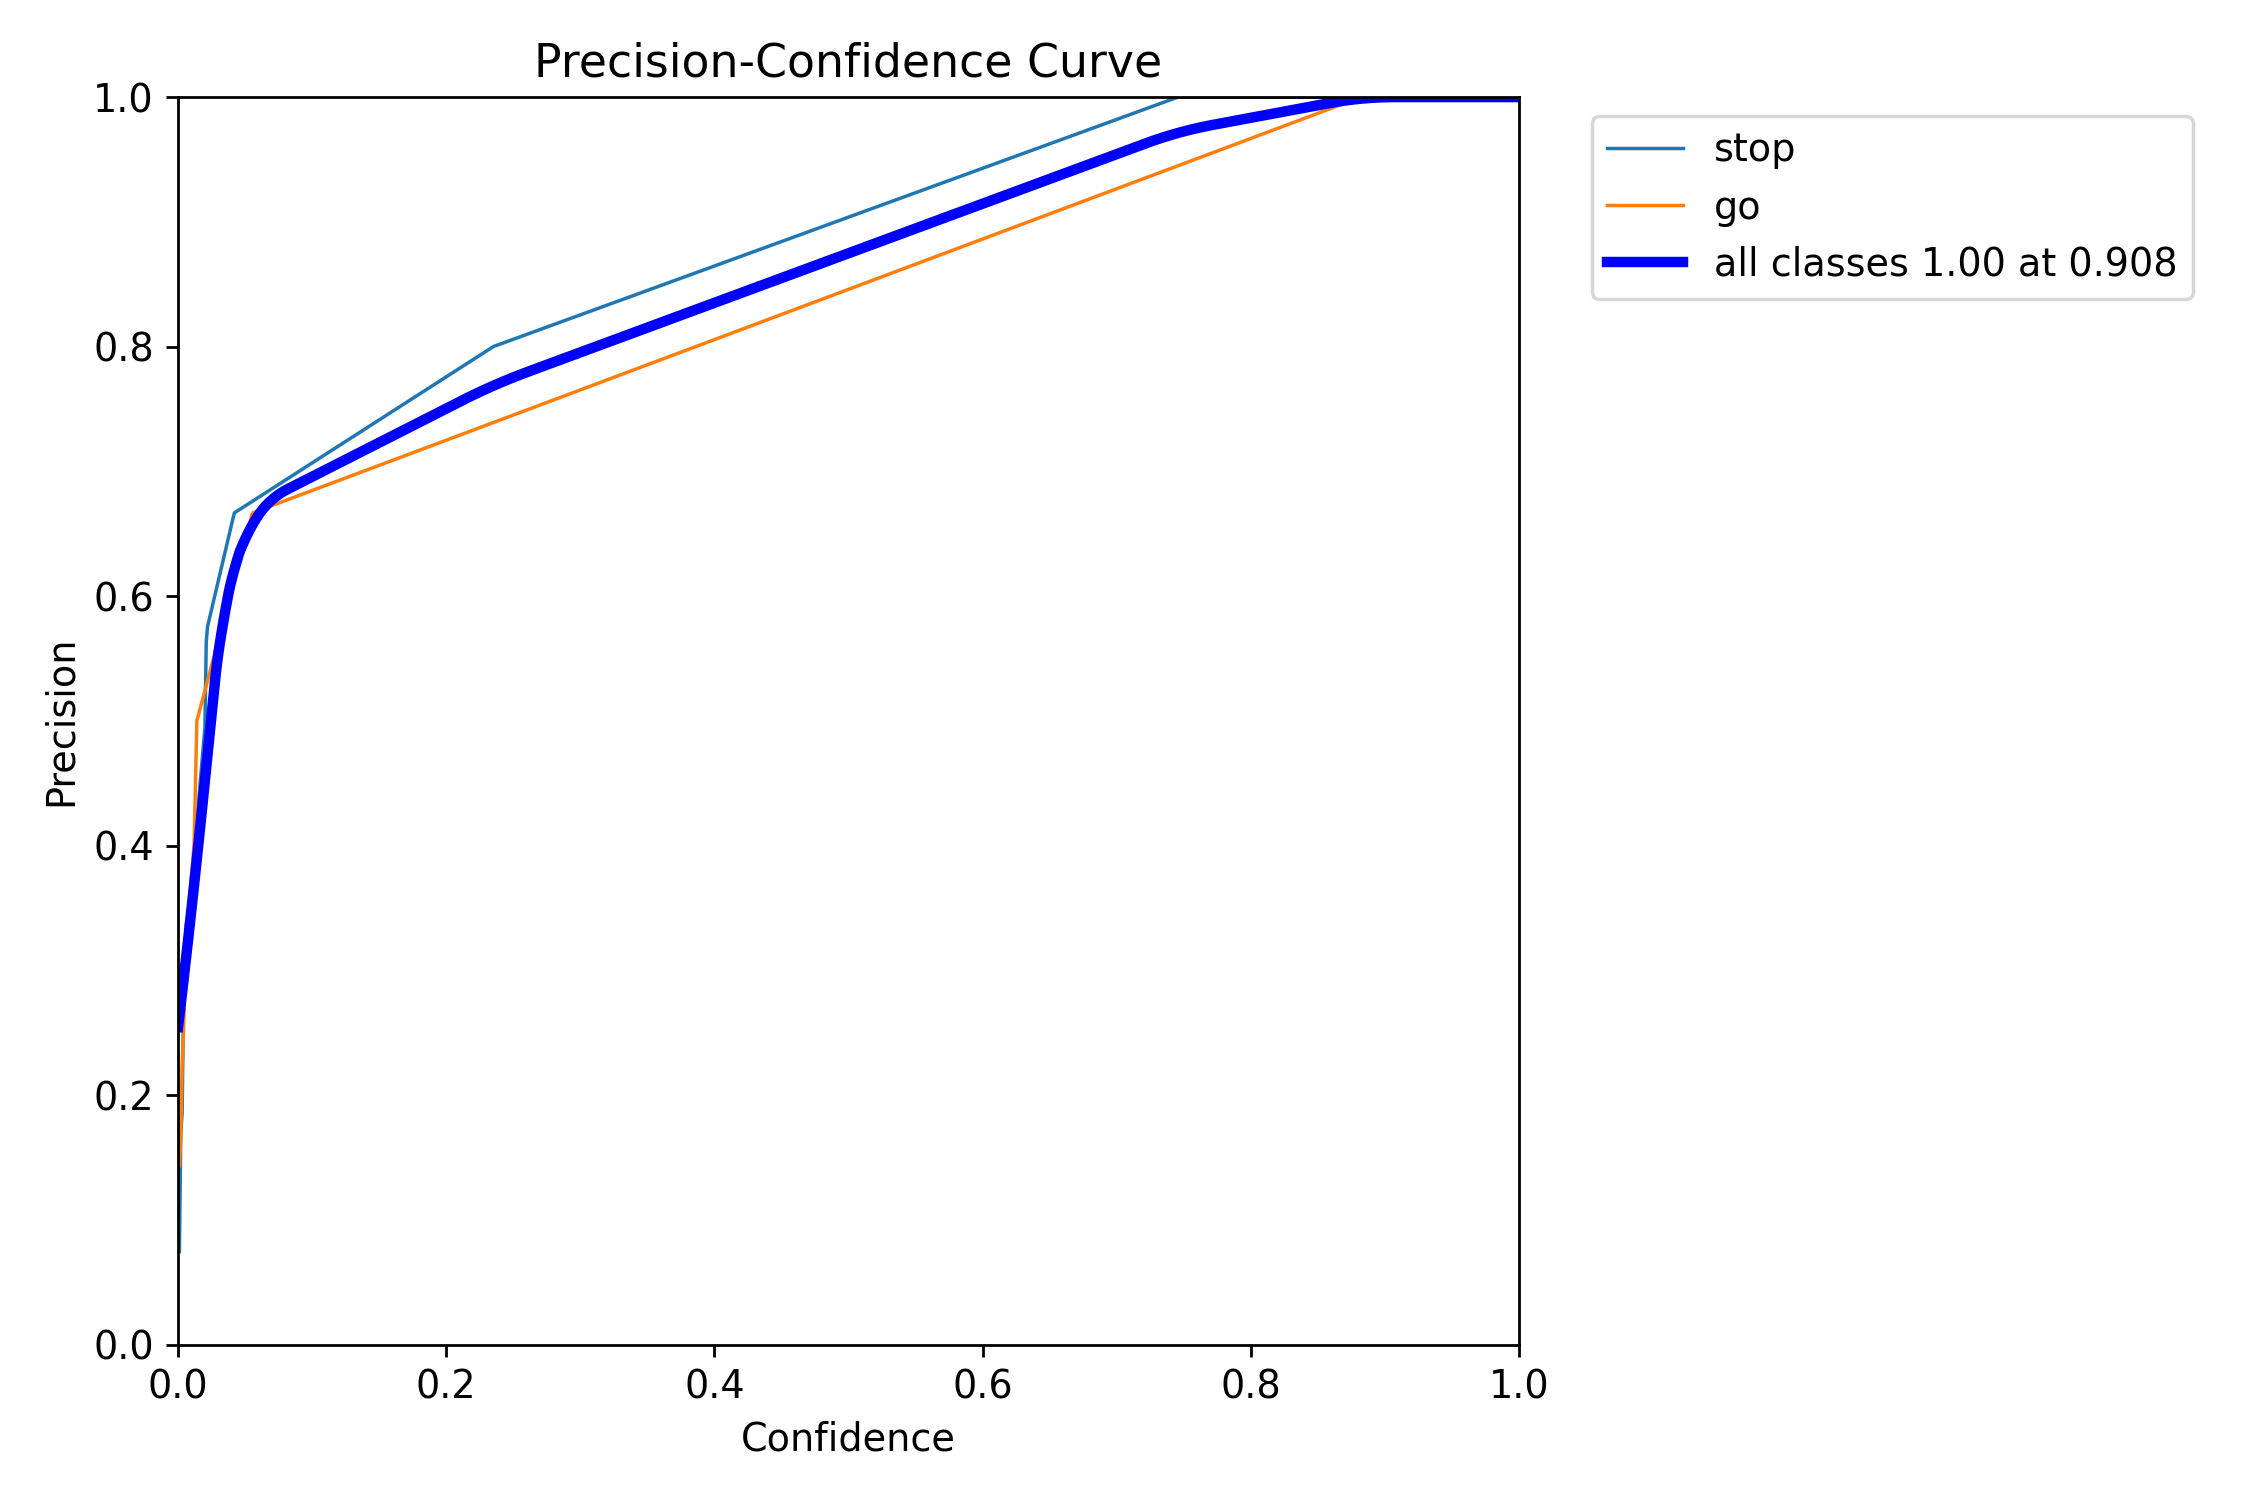 Precision-Confidence Curve
1.0
0.8
0.6
0.4
0.2
0.0
Precision
0.0 0.2 0.4 0.6 0.8 1.0
Confidence
stop
go
all classes 1.00 at 0.908